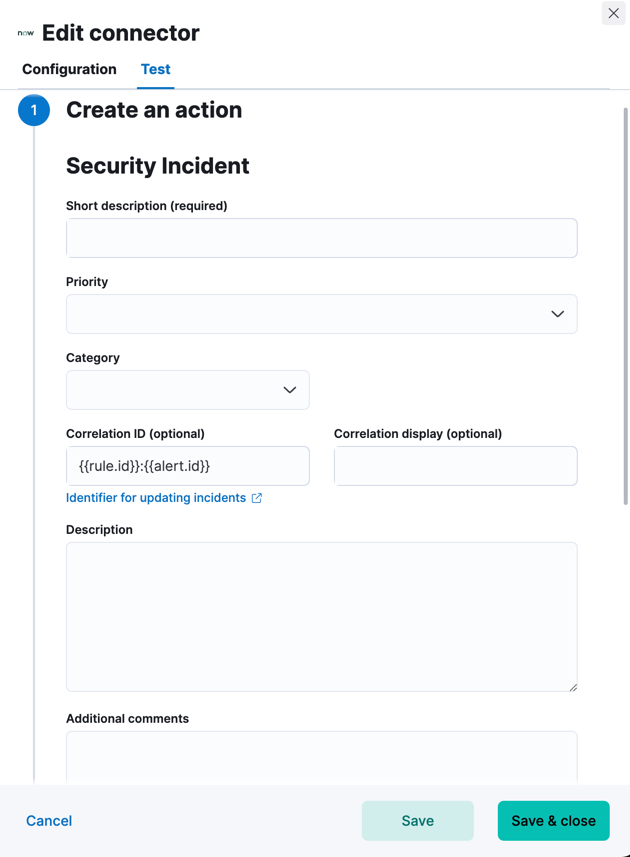 now Edit connector
Configuration Test
1 Create an action
Security Incident
Short description (required)
Priority
Category
Correlation ID (optional) Correlation display (optional)
{{rule.id}}:{{alert.id}}
Identifier for updating incidents
Description
Additional comments
Cancel Save Save & close